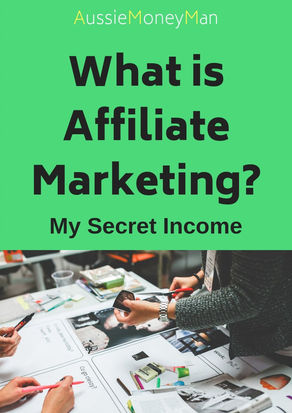 AussieMoneyMan
What is
Affiliate
Marketing?
My Secret Income